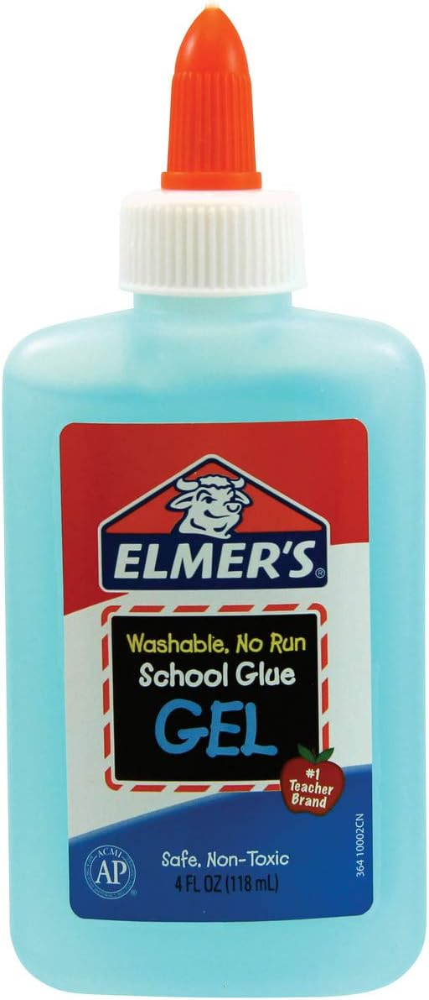 ELMER'S®
Washable, No Run
School Glue
GEL
#1
Teacher
Brand
ACMI
AP
Safe, Non-Toxic
4 FL OZ (118 mL)
364 10002CN